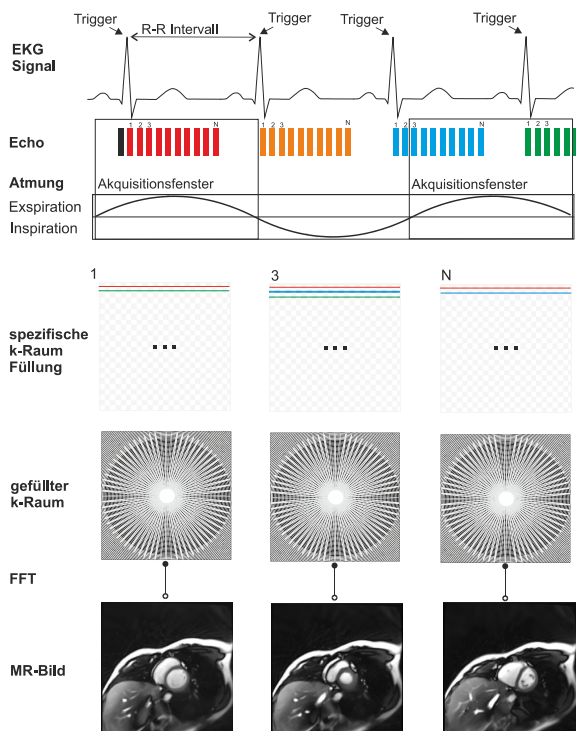 Trigger
R-R Intervall
Trigger
Trigger
Trigger
EKG
Signal
1 2 3 N
1 2 3 N
1 2 3 N
1 2 3
Echo
Atmung
Akquisitionsfenster
Akquisitionsfenster
Exspiration
Inspiration
1
3
N
spezifische
k-Raum
Füllung
gefüllter
k-Raum
FFT
MR-Bild